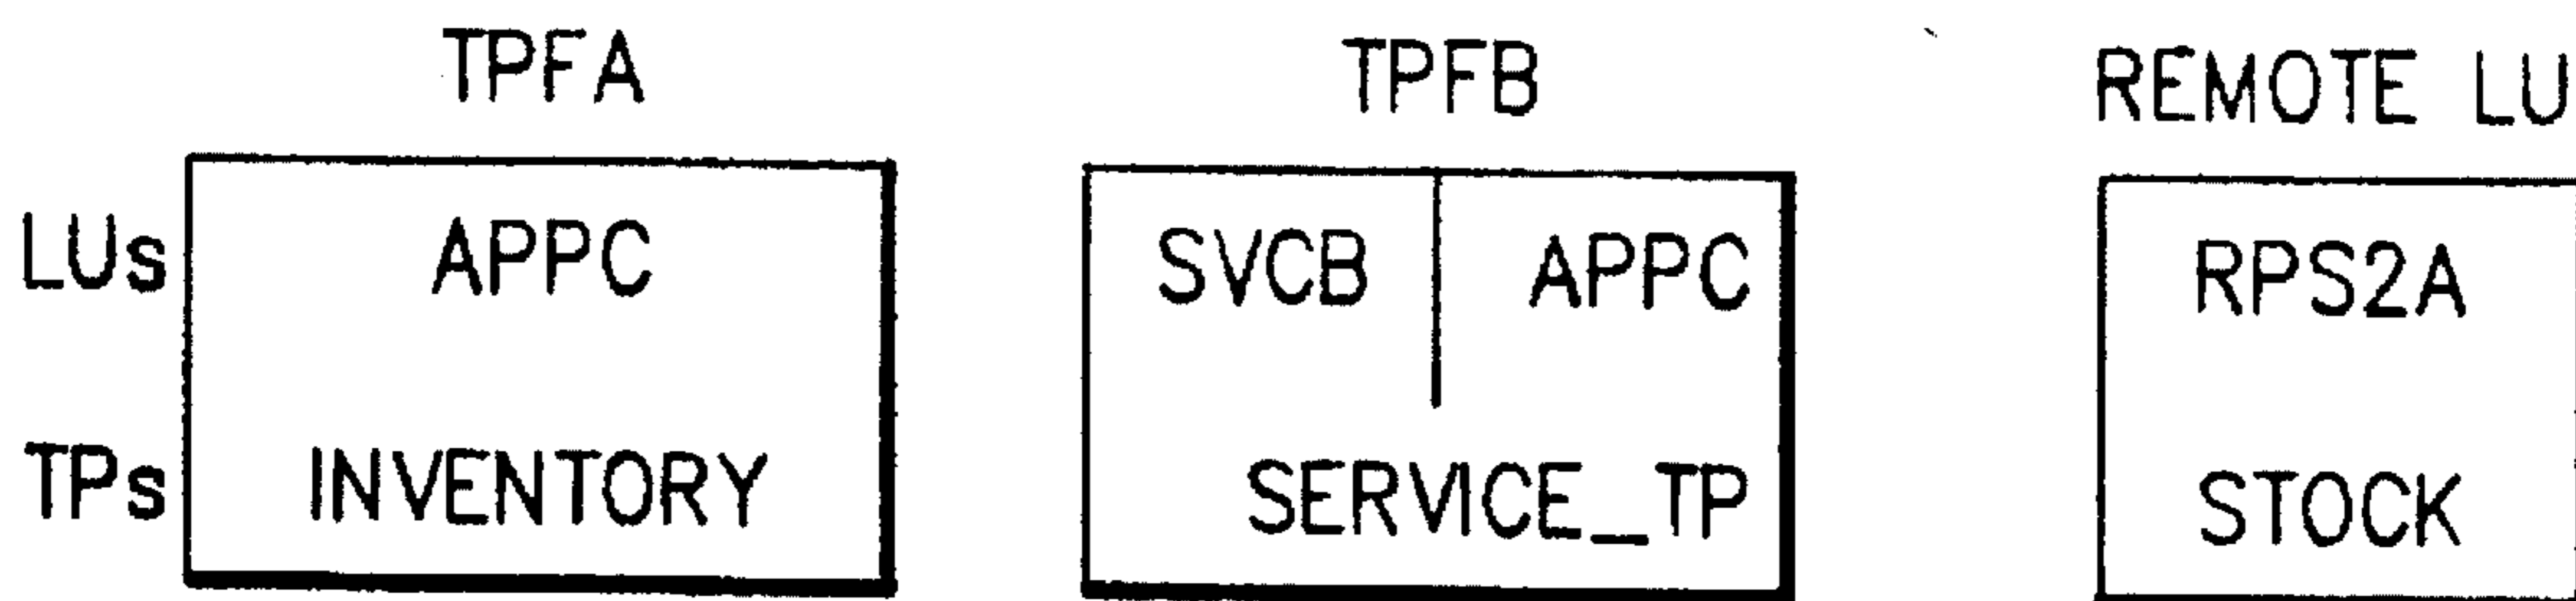 TPFA TPFB REMOTE LU
LUs APPC SVCB APPC RPS2A
TPs INVENTORY SERVICE_TP STOCK